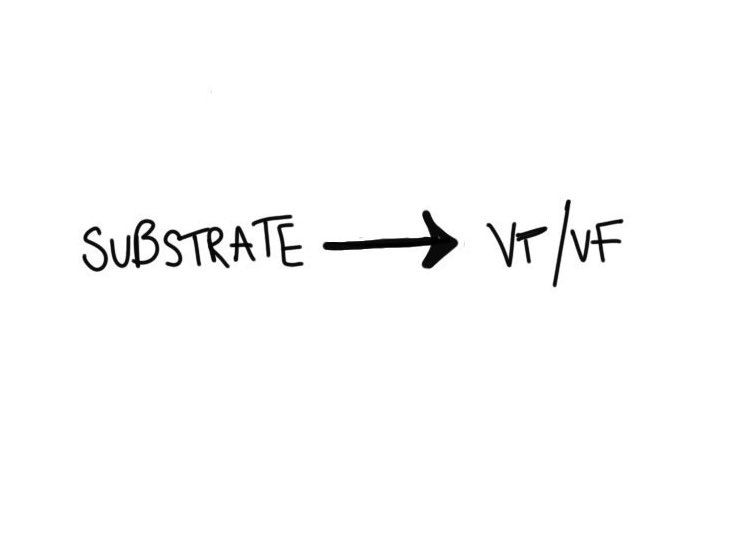 SUBSTRATE → VT/VF